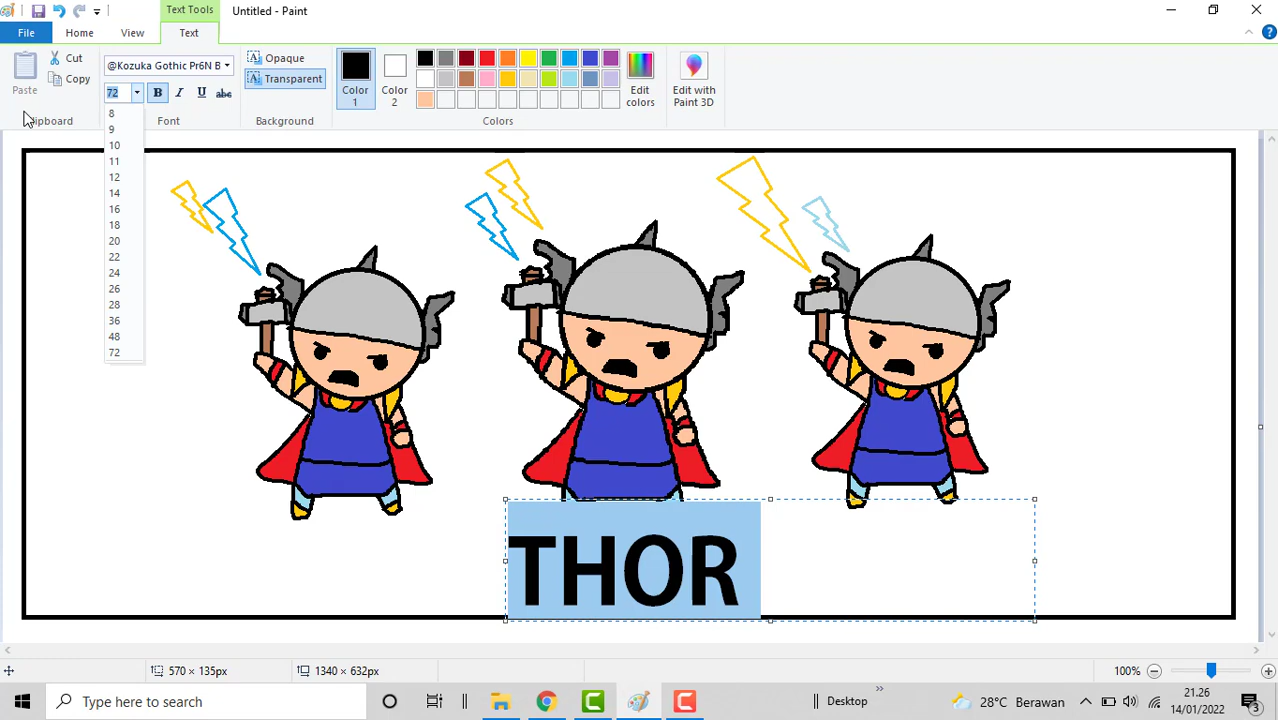 Text Tools
Untitled - Paint
File
Home
View
Text
Paste
Cut
Copy
Clipboard
@Kozuka Gothic Pr6N B
72
B I U abc
Font
Opaque
Transparent
Background
Color 1
Color 2
Edit colors
Colors
Edit with Paint 3D
8
9
10
11
12
14
16
18
20
22
24
26
28
36
48
72
THOR
570 × 135px
1340 × 632px
100%
Type here to search
Desktop
28°C Berawan
21.26
14/01/2022
3